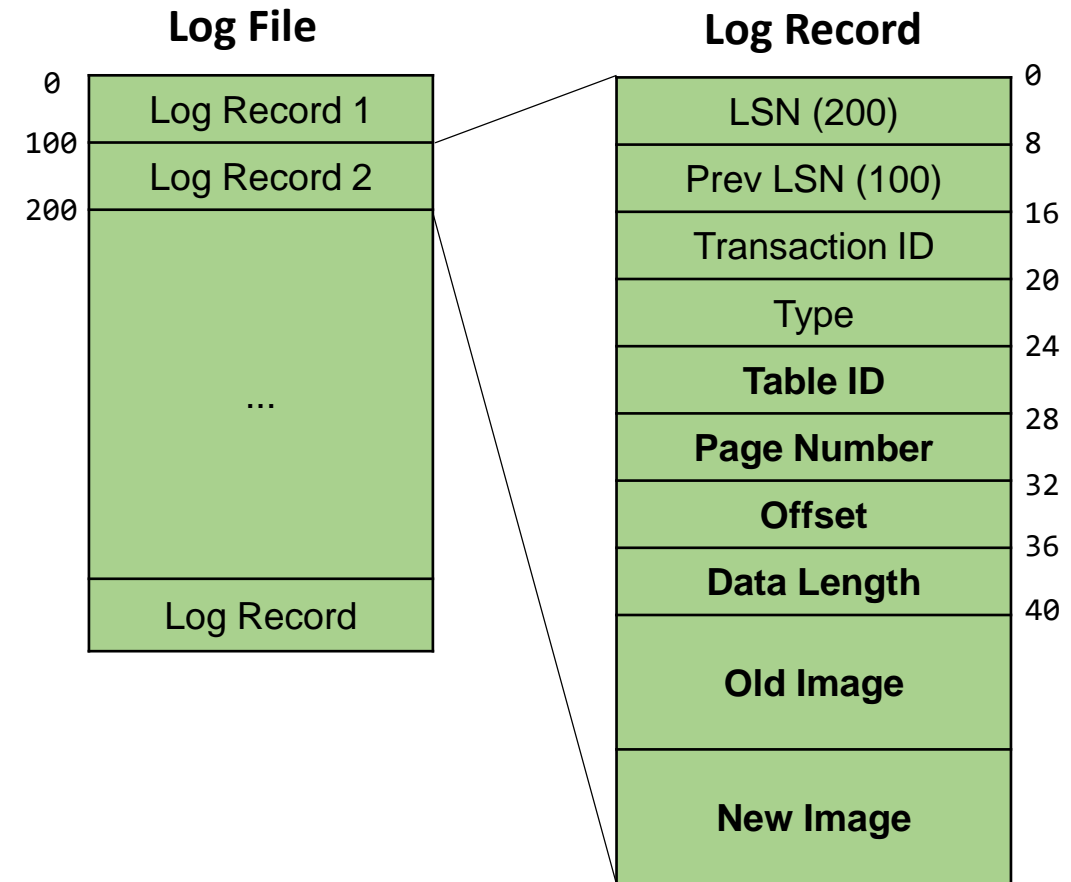 Log File
0
Log Record 1
100
Log Record 2
200
...
Log Record
Log Record
0
LSN (200)
8
Prev LSN (100)
16
Transaction ID
20
Type
24
Table ID
28
Page Number
32
Offset
36
Data Length
40
Old Image
New Image